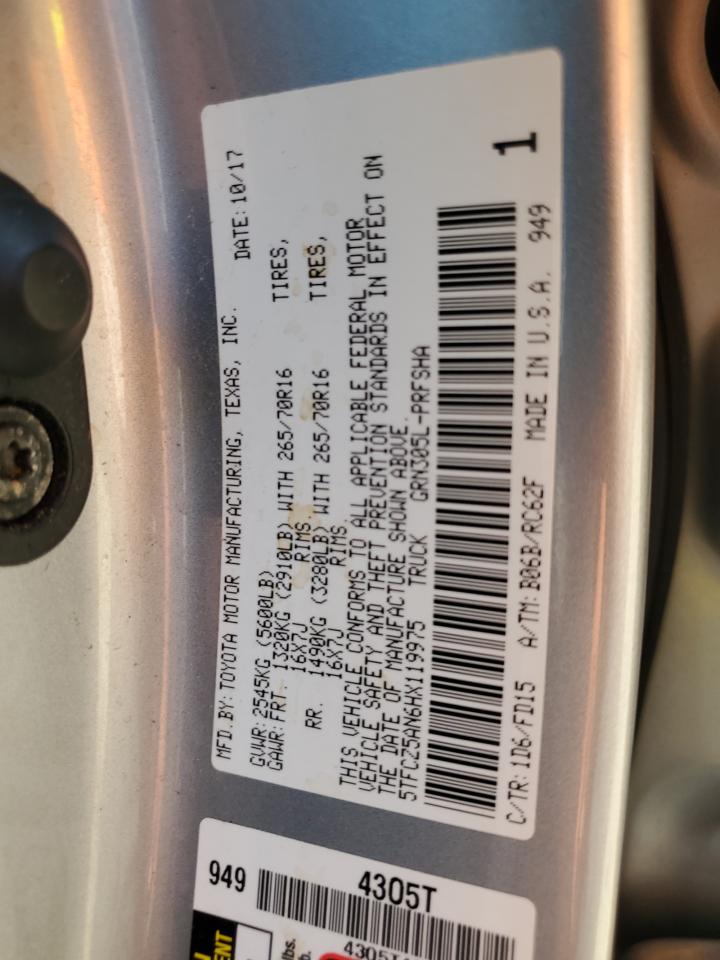 MFD.BY: TOYOTA MOTOR MANUFACTURING, TEXAS, INC. DATE: 10/17
GVWR: 2545KG (5600LB)
GAWR: FRT. 1320KG (2910LB) WITH 265/70R16 TIRES,
16X7J RIMS.
RR. 1490KG (3280LB) WITH 265/70R16 TIRES,
16X7J RIMS.
THIS VEHICLE CONFORMS TO ALL APPLICABLE FEDERAL MOTOR
VEHICLE SAFETY AND THEFT PREVENTION STANDARDS IN EFFECT ON
THE DATE OF MANUFACTURE SHOWN ABOVE.
5TFCZ5AN6HX119975 TRUCK GRN305L-PRFSHA
C/TR: 1D6/FD15 A/TM: B06B/RC62F MADE IN U.S.A. 949
1
949 4305T
lbs.